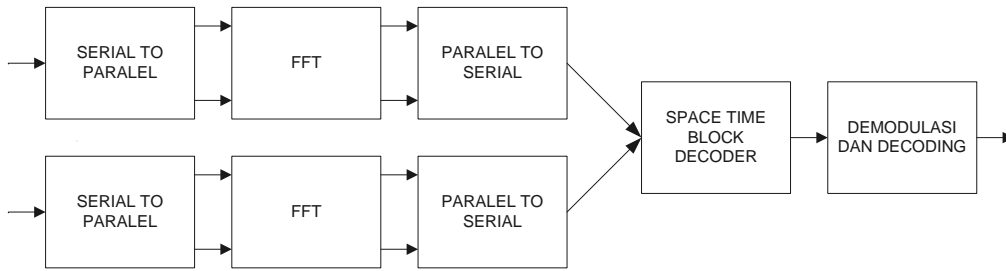 SERIAL TO
PARALEL
FFT
PARALEL TO
SERIAL
SPACE TIME
BLOCK
DECODER
DEMODULASI
DAN DECODING
SERIAL TO
PARALEL
FFT
PARALEL TO
SERIAL